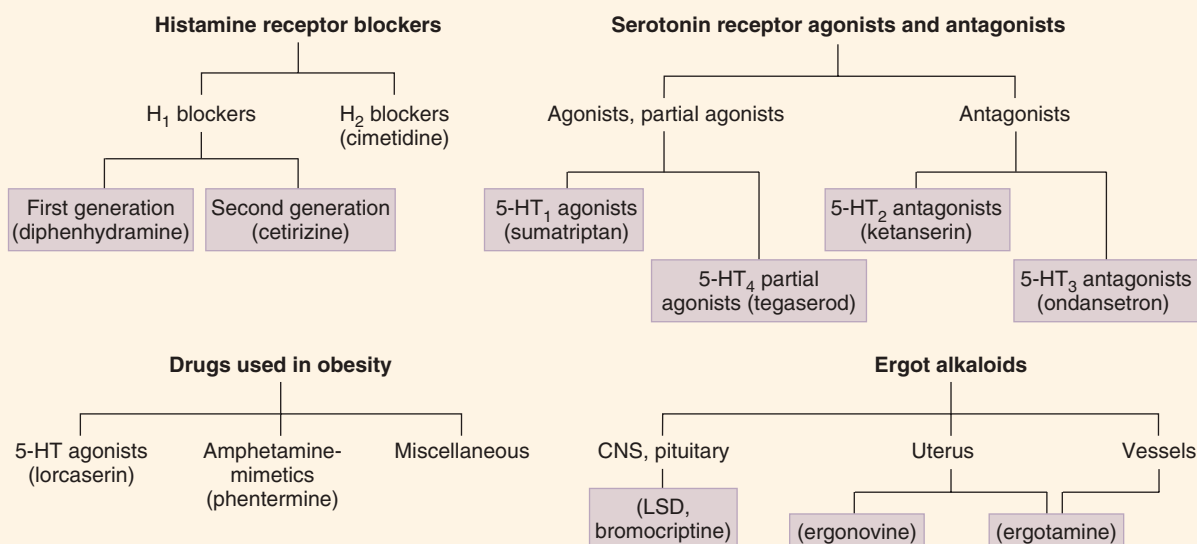 Histamine receptor blockers
H₁ blockers
H₂ blockers
(cimetidine)
First generation
(diphenhydramine)
Second generation
(cetirizine)
Serotonin receptor agonists and antagonists
Agonists, partial agonists
Antagonists
5-HT₁ agonists
(sumatriptan)
5-HT₄ partial
agonists (tegaserod)
5-HT₂ antagonists
(ketanserin)
5-HT₃ antagonists
(ondansetron)
Drugs used in obesity
5-HT agonists
(lorcaserin)
Amphetamine-
mimetics
(phentermine)
Miscellaneous
Ergot alkaloids
CNS, pituitary
Uterus
Vessels
(LSD,
bromocriptine)
(ergonovine)
(ergotamine)